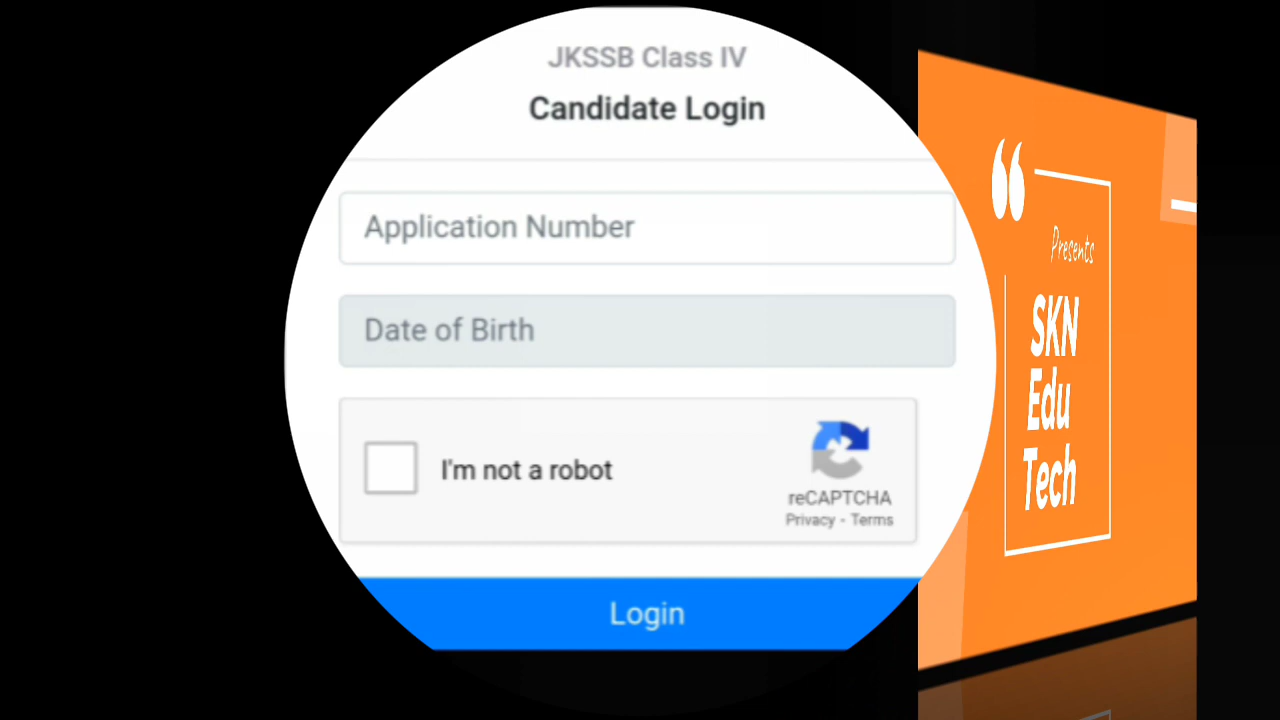 JKSSB Class IV
Candidate Login
Application Number
Date of Birth
I'm not a robot
reCAPTCHA
Privacy - Terms
Login
“
Presents
SKN
Edu
Tech